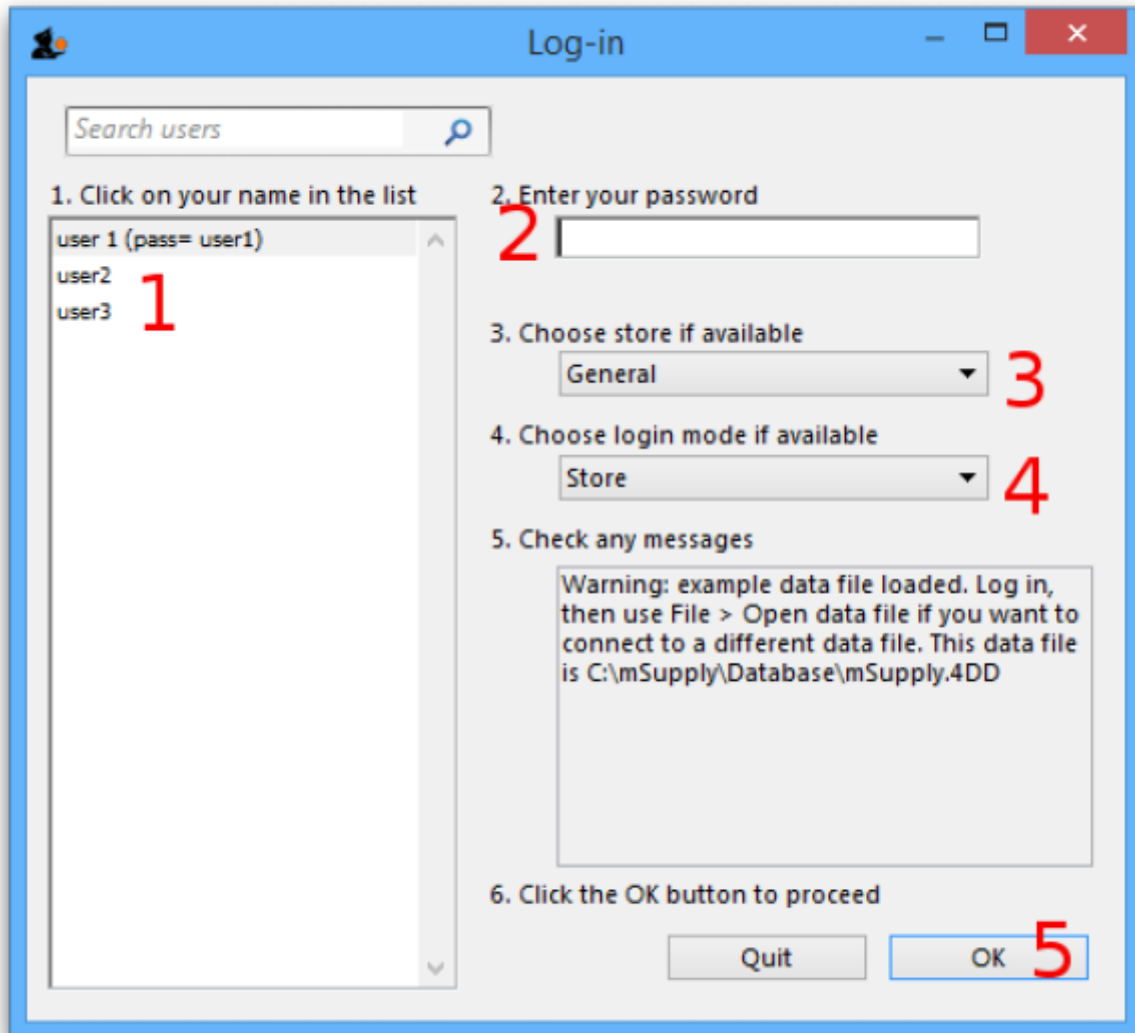 Log-in
Search users
1. Click on your name in the list
user 1 (pass= user1)
user2
user3
1
2. Enter your password
2
3. Choose store if available
General
3
4. Choose login mode if available
Store
4
5. Check any messages
Warning: example data file loaded. Log in,
then use File > Open data file if you want to
connect to a different data file. This data file
is C:\mSupply\Database\mSupply.4DD
6. Click the OK button to proceed
Quit
OK
5